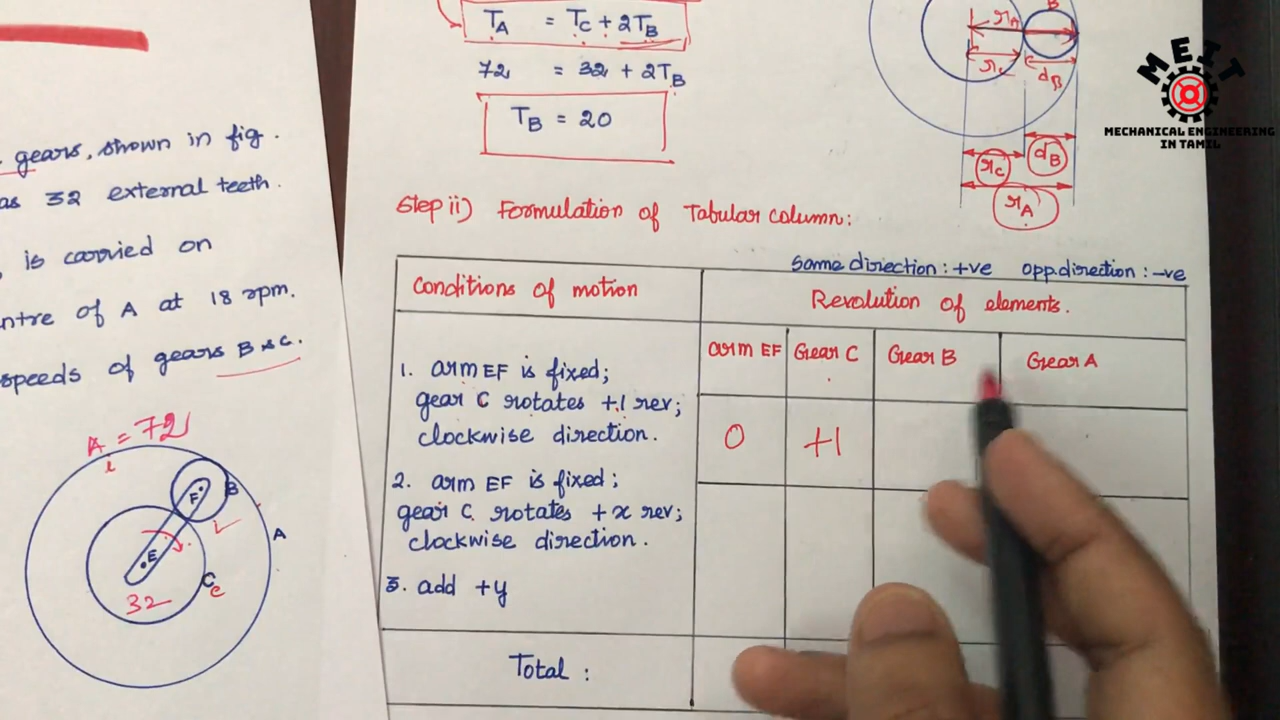 gears, shown in fig.
as 32 external teeth.
is carried on
ntre of A at 18 rpm.
speeds of gears B & C.
A = 72
F
B
A
E
C
e
32
TA = TC + 2TB
72 = 32 + 2TB
TB = 20
rA
B
rC
dB
rC
dB
rA
MEIT
MECHANICAL ENGINEERING
IN TAMIL
Step ii) Formulation of Tabular column:
same direction : +ve opp.direction : -ve
Conditions of motion
Revolution of elements.
arm EF
Gear C
Gear B
Gear A
1. arm EF is fixed;
gear C rotates +1 rev;
clockwise direction.
0
+1
2. arm EF is fixed;
gear C rotates + x rev;
clockwise direction.
3. add +y
Total :